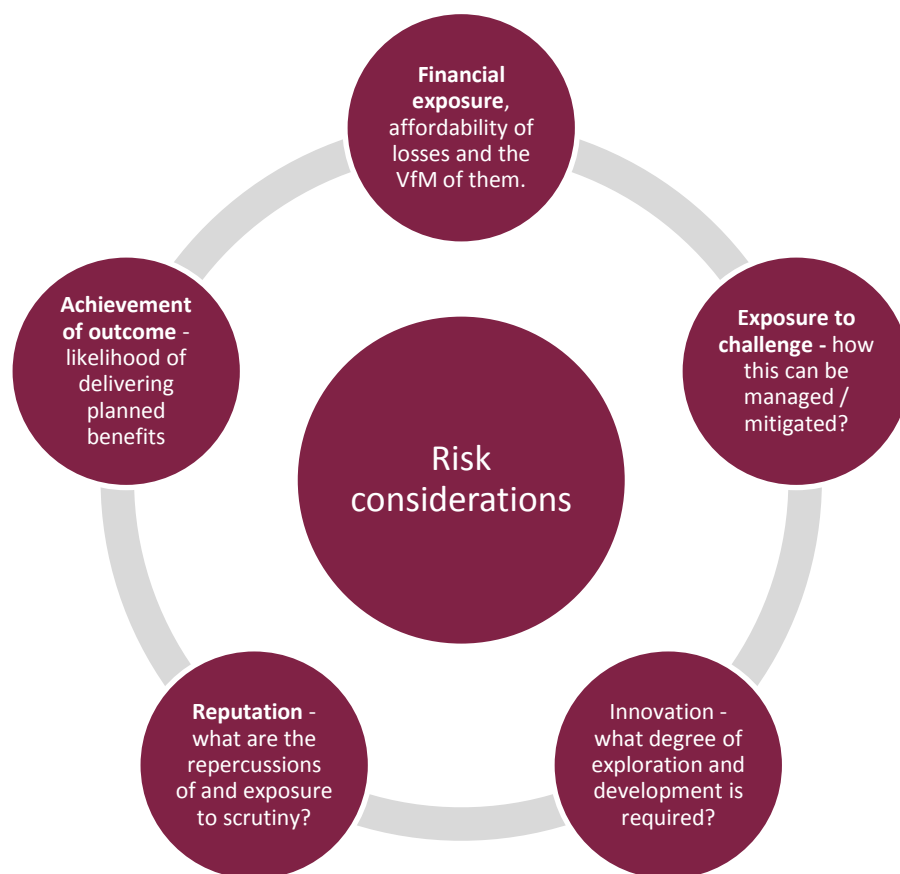 Financial
exposure,
affordability of
losses and the
VfM of them.
Exposure to
challenge - how
this can be
managed /
mitigated?
Innovation -
what degree of
exploration and
development is
required?
Reputation -
what are the
repercussions
of and exposure
to scrutiny?
Achievement
of outcome -
likelihood of
delivering
planned
benefits
Risk
considerations